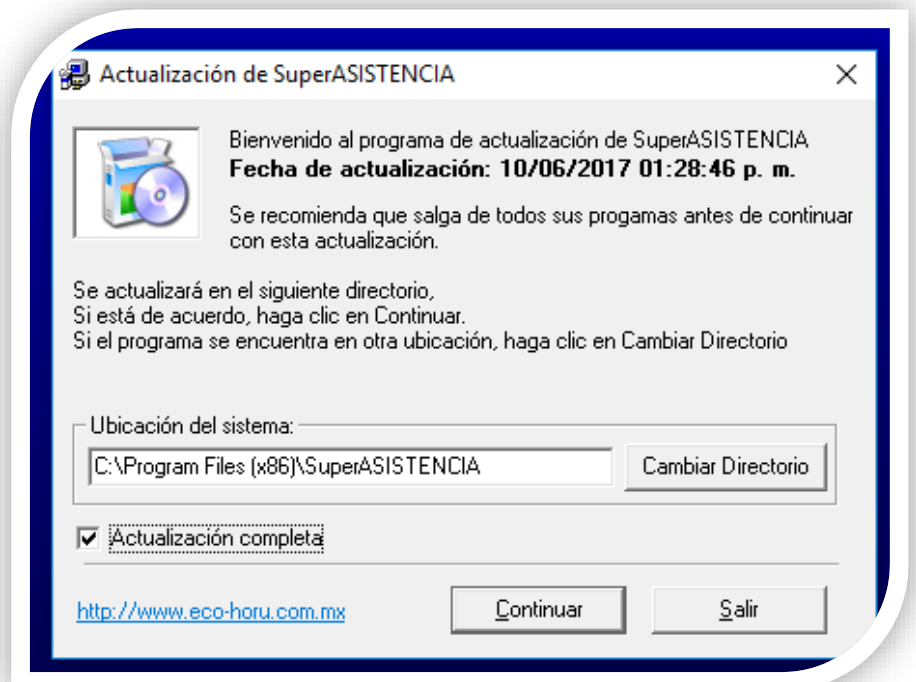 Actualización de SuperASISTENCIA
Bienvenido al programa de actualización de SuperASISTENCIA
Fecha de actualización: 10/06/2017 01:28:46 p. m.
Se recomienda que salga de todos sus progamas antes de continuar
con esta actualización.
Se actualizará en el siguiente directorio,
Si está de acuerdo, haga clic en Continuar.
Si el programa se encuentra en otra ubicación, haga clic en Cambiar Directorio
Ubicación del sistema:
C:\Program Files (x86)\SuperASISTENCIA
Cambiar Directorio
Actualización completa
http://www.eco-horu.com.mx
Continuar
Salir